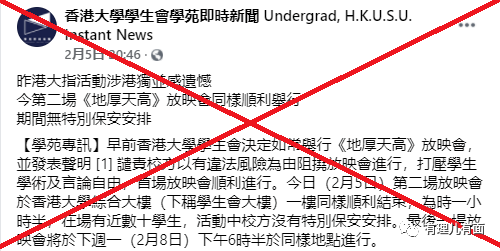 香港大學學生會學苑即時新聞 Undergrad, H.K.U.S.U.
Instant News
2月5日 20:46 ·
昨港大指活動涉港獨並感遺憾
今第二場《地厚天高》放映會同樣順利舉行
期間無特別保安安排
【學苑專訊】早前香港大學學生會決定如常舉行《地厚天高》放映會，
並發表聲明 [1] 譴責校方以有違法風險為由阻撓放映會進行，打壓學生
學術及言論自由，首場放映會順利進行。今日（2月5日）第二場放映會
於香港大學綜合大樓（下稱學生會大樓）一樓同樣順利結束，為時一小
時半，在場有近數十學生，活動中校方沒有特別保安安排。最後一場放
映會將於下週一（2月8日）下午6時半於同樣地點進行。
有理儿有面